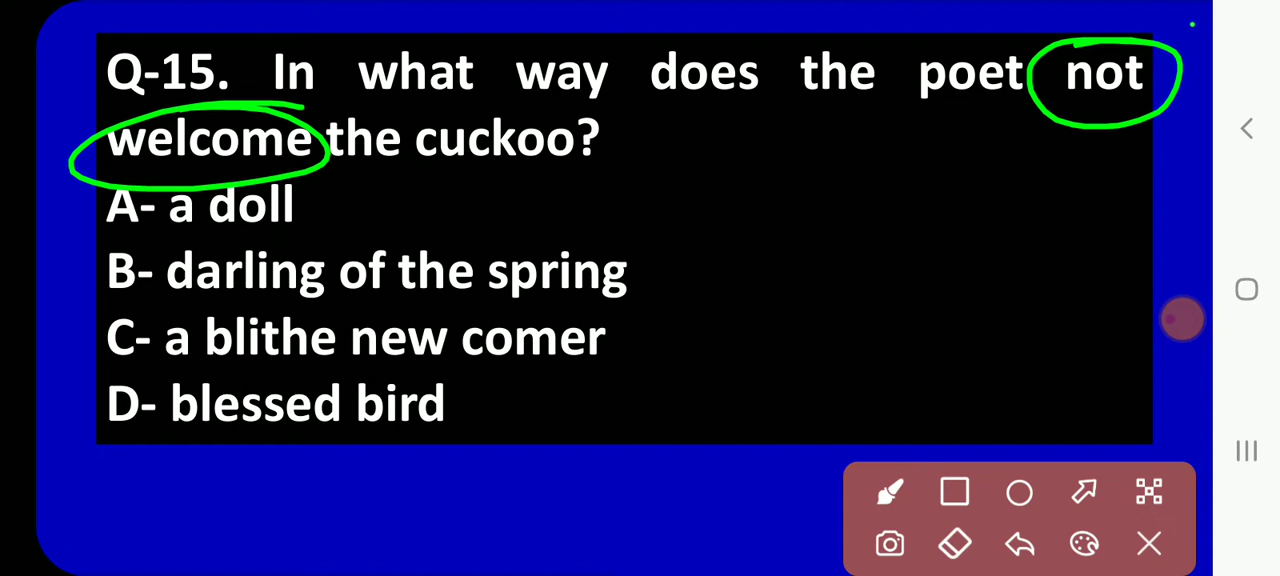 Q-15. In what way does the poet not
welcome the cuckoo?
A- a doll
B- darling of the spring
C- a blithe new comer
D- blessed bird